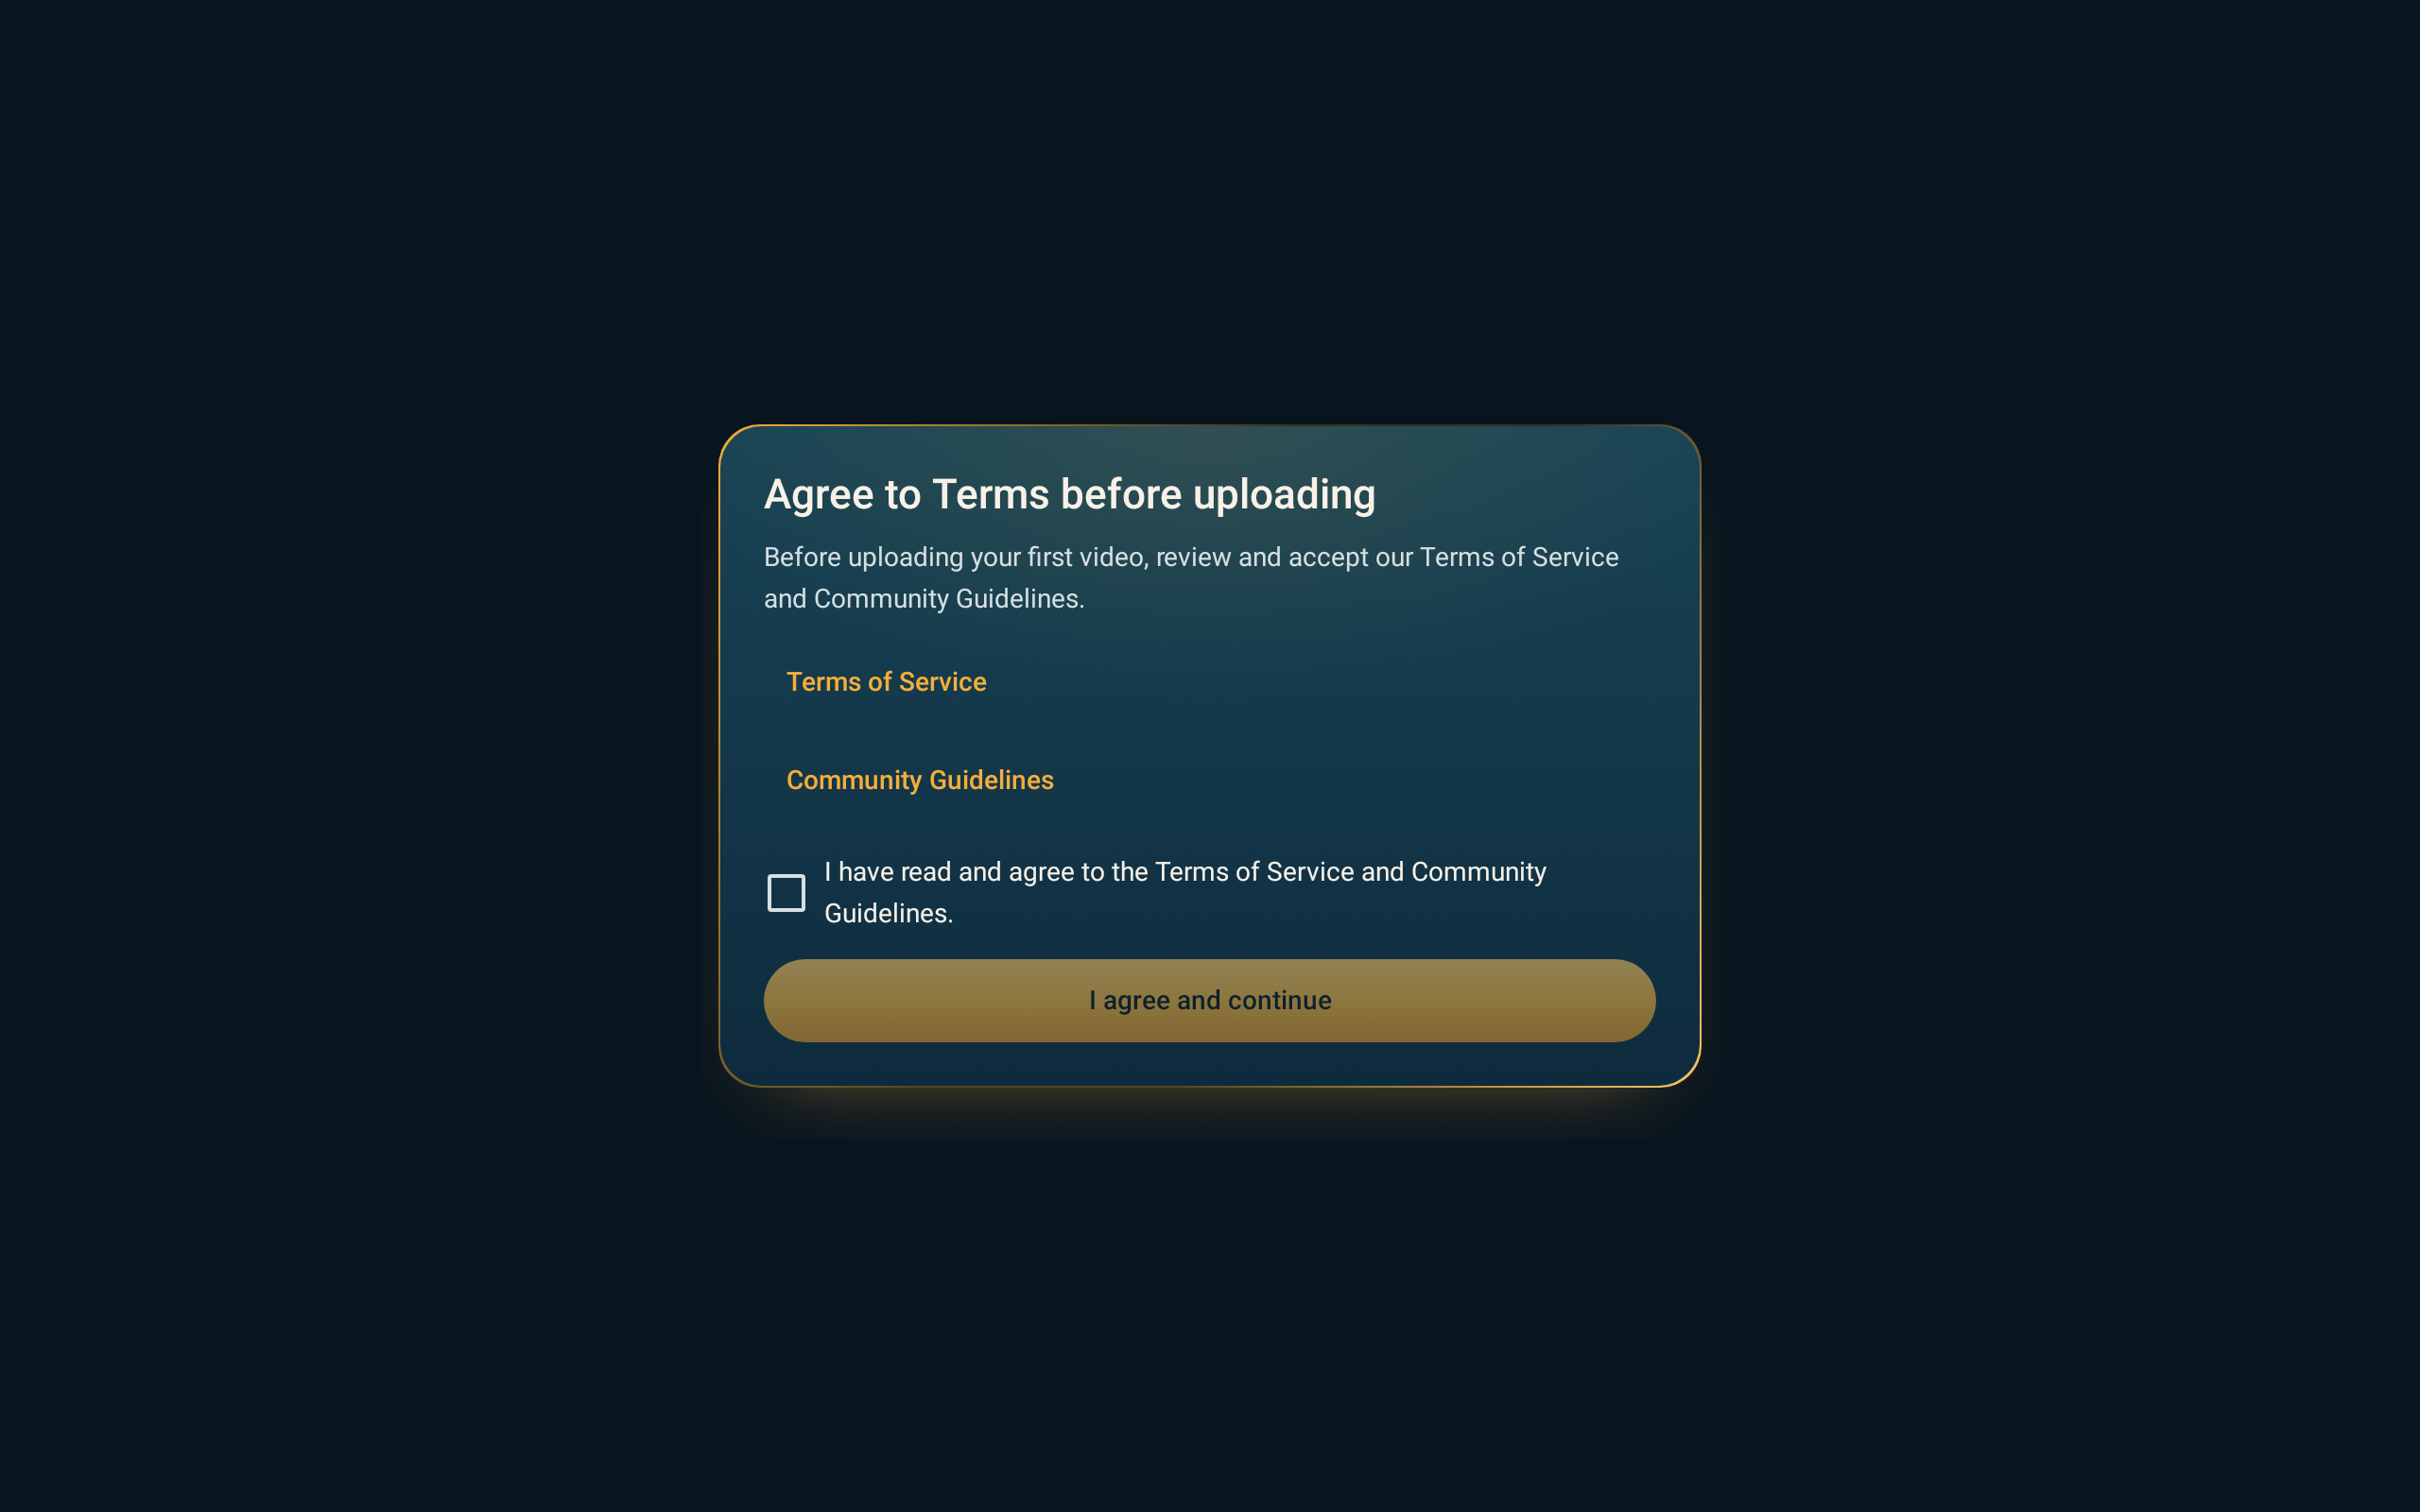 Agree to Terms before uploading
Before uploading your first video, review and accept our Terms of Service
and Community Guidelines.
Terms of Service
Community Guidelines
I have read and agree to the Terms of Service and Community
Guidelines.
I agree and continue